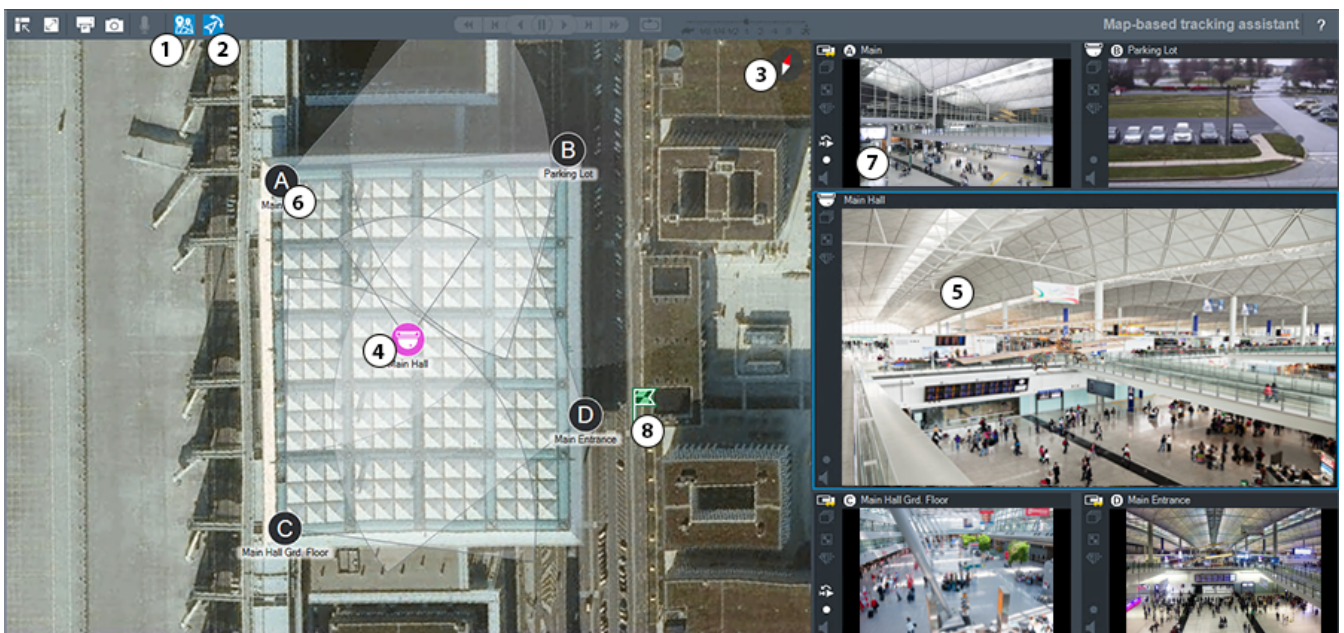 Map-based tracking assistant ?
1
2
3
A Main
B Parking Lot
B
Parking Lot
A
6
7
Main Hall
5
4
Main Hall
D
Main Entrance
8
C
Main Hall Grd. Floor
C Main Hall Grd. Floor
D Main Entrance